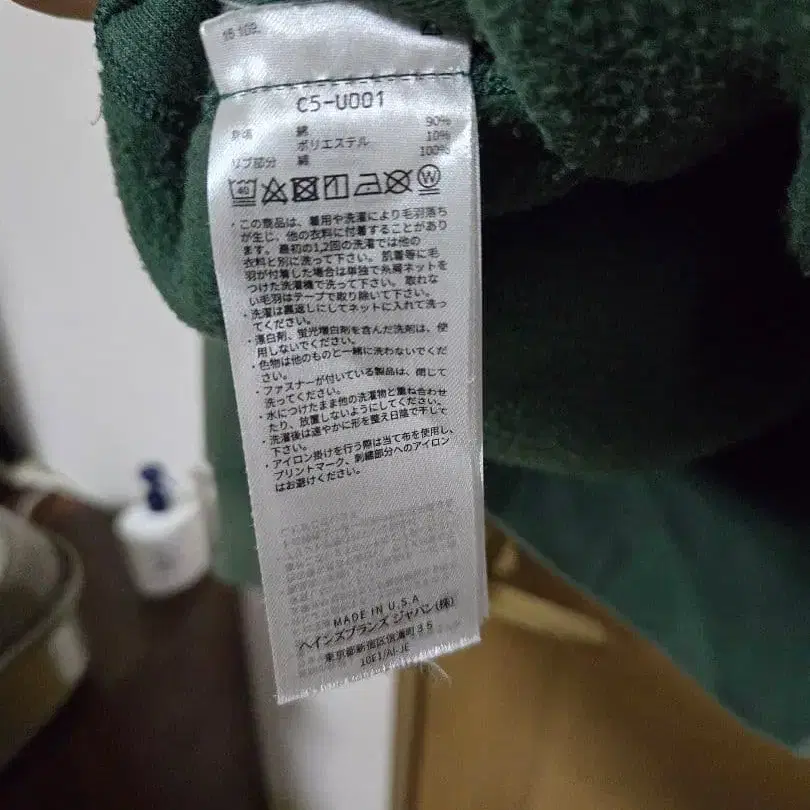 C5-U001
身頃 綿 90%
ポリエステル 10%
リブ部分 綿 100%
40
W
・この商品は、着用や洗濯により毛羽落ち
が生じ、他の衣料に付着することがあり
ます。最初の1,2回の洗濯では他の
衣料と別に洗って下さい。肌着等に毛
羽が付着した場合は単独で糸屑ネットを
つけた洗濯機で洗って下さい。取れな
い毛羽はテープで取り除いて下さい。
・洗濯は裏返しにしてネットに入れて洗っ
てください。
・漂白剤、蛍光増白剤を含んだ洗剤は、使
用しないでください。
・色物は他のものと一緒に洗わないでくだ
さい。
・ファスナーが付いている製品は、閉じて
洗ってください。
・水につけたまま他の洗濯物と重ね合わせ
たり、放置しないようにしてください。
・洗濯後は速やかに形を整え日陰で干して
下さい。
・アイロン掛けを行う際は当て布を使用し、
プリントマーク、刺繍部分へのアイロン
はお避けください。
MADE IN U.S.A
ヘインズブランズ ジャパン(株)
東京都新宿区信濃町35
10E1/AI-JE